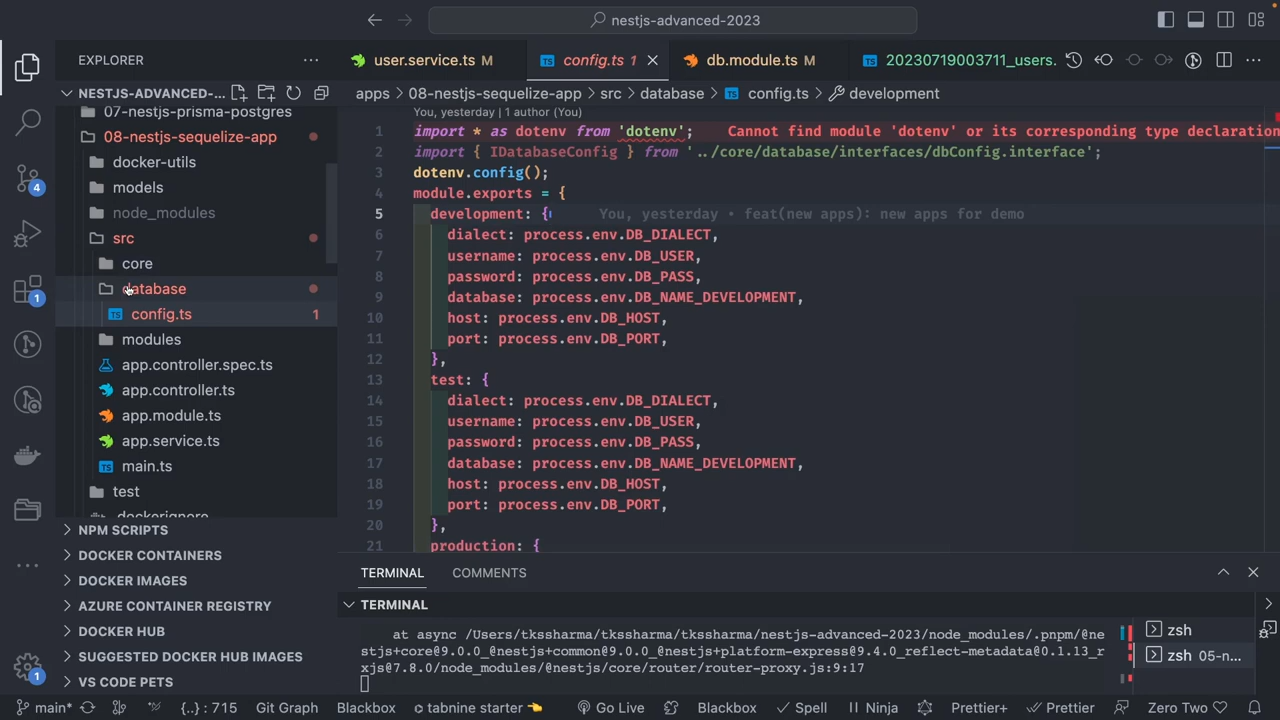 nestjs-advanced-2023
EXPLORER
user.service.ts M
config.ts 1
db.module.ts M
20230719003711_users.
NESTJS-ADVANCED-...
apps > 08-nestjs-sequelize-app > src > database > config.ts > development
07-nestjs-prisma-postgres
08-nestjs-sequelize-app
docker-utils
models
node_modules
src
core
database
config.ts 1
modules
app.controller.spec.ts
app.controller.ts
app.module.ts
app.service.ts
main.ts
test
.dockerignore
NPM SCRIPTS
DOCKER CONTAINERS
DOCKER IMAGES
AZURE CONTAINER REGISTRY
DOCKER HUB
SUGGESTED DOCKER HUB IMAGES
VS CODE PETS
4
1
1
You, yesterday | 1 author (You)
1 import * as dotenv from 'dotenv'; Cannot find module 'dotenv' or its corresponding type declaration
2 import { IDatabaseConfig } from '../core/database/interfaces/dbConfig.interface';
3 dotenv.config();
4 module.exports = {
5 development: { You, yesterday • feat(new apps): new apps for demo
6 dialect: process.env.DB_DIALECT,
7 username: process.env.DB_USER,
8 password: process.env.DB_PASS,
9 database: process.env.DB_NAME_DEVELOPMENT,
10 host: process.env.DB_HOST,
11 port: process.env.DB_PORT,
12 },
13 test: {
14 dialect: process.env.DB_DIALECT,
15 username: process.env.DB_USER,
16 password: process.env.DB_PASS,
17 database: process.env.DB_NAME_DEVELOPMENT,
18 host: process.env.DB_HOST,
19 port: process.env.DB_PORT,
20 },
21 production: {
TERMINAL
COMMENTS
TERMINAL
at async /Users/tkssharma/tkssharma/nestjs-advanced-2023/node_modules/.pnpm/@ne
stjs+core@9.0.0_@nestjs+common@9.0.0_@nestjs+platform-express@9.4.0_reflect-metadata@0.1.13_r
xjs@7.8.0/node_modules/@nestjs/core/router/router-proxy.js:9:17
zsh
zsh 05-n...
main* {..} : 715 Git Graph Blackbox tabnine starter 👈 Go Live Blackbox Spell Ninja Prettier+ Prettier Zero Two